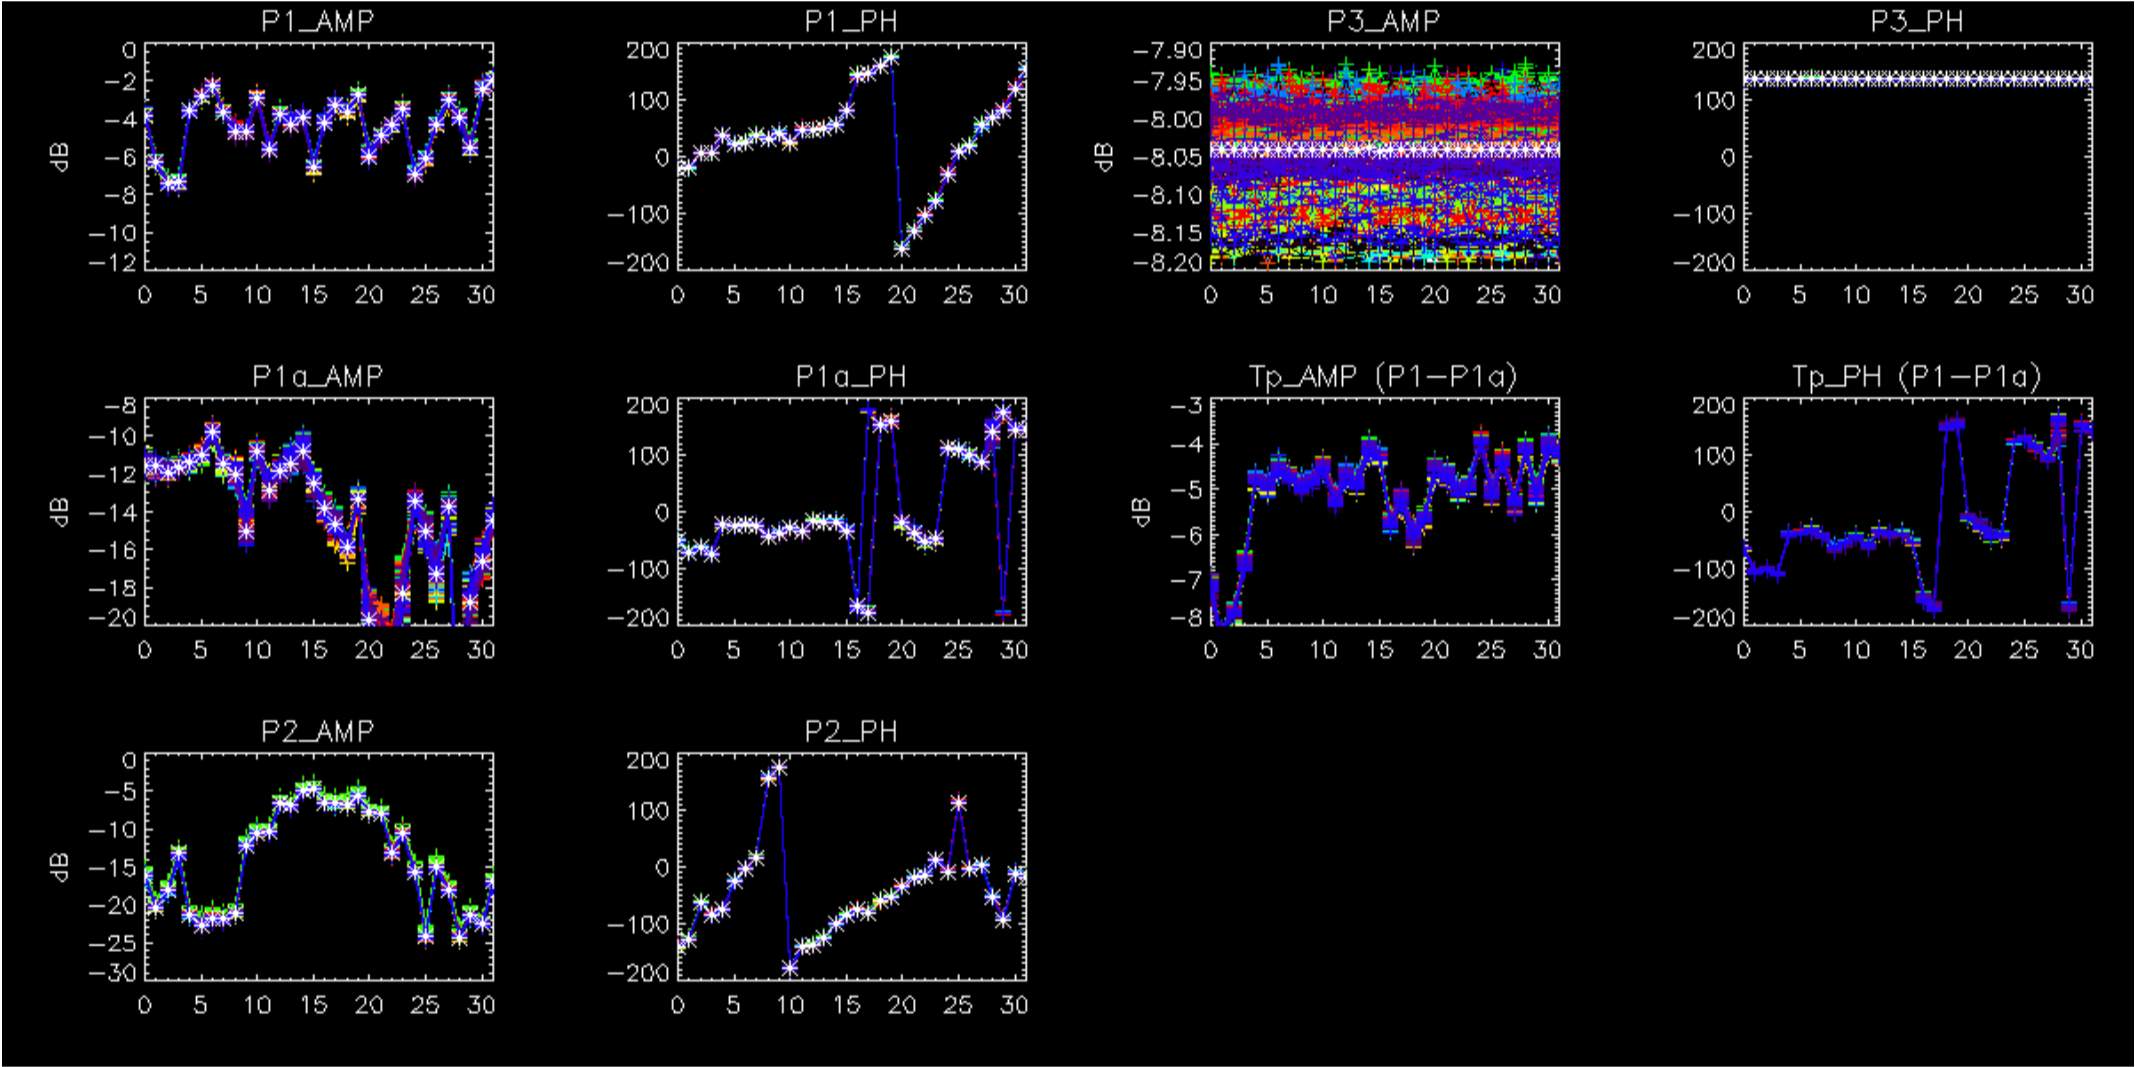 P1_AMP
dB
0
−2
−4
−6
−8
−10
−12
0 5 10 15 20 25 30
P1_PH
200
100
0
−100
−200
0 5 10 15 20 25 30
P3_AMP
dB
−7.90
−7.95
−8.00
−8.05
−8.10
−8.15
−8.20
0 5 10 15 20 25 30
P3_PH
200
100
0
−100
−200
0 5 10 15 20 25 30
P1a_AMP
dB
−8
−10
−12
−14
−16
−18
−20
0 5 10 15 20 25 30
P1a_PH
200
100
0
−100
−200
0 5 10 15 20 25 30
Tp_AMP (P1−P1a)
dB
−3
−4
−5
−6
−7
−8
0 5 10 15 20 25 30
Tp_PH (P1−P1a)
200
100
0
−100
−200
0 5 10 15 20 25 30
P2_AMP
dB
0
−5
−10
−15
−20
−25
−30
0 5 10 15 20 25 30
P2_PH
200
100
0
−100
−200
0 5 10 15 20 25 30